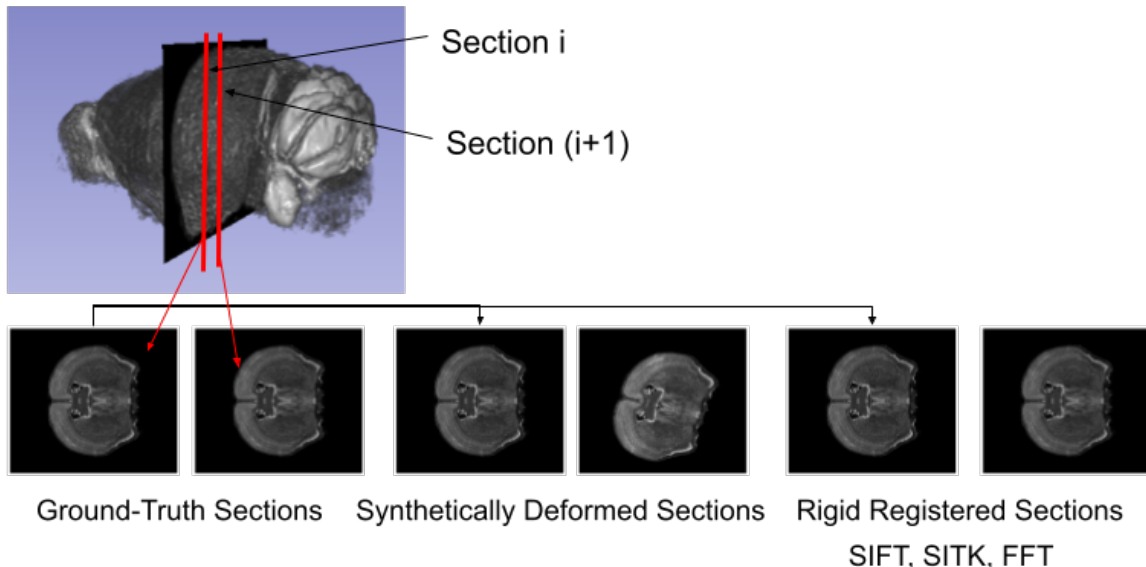 Section i
Section (i+1)
Ground-Truth Sections
Synthetically Deformed Sections
Rigid Registered Sections
SIFT, SITK, FFT